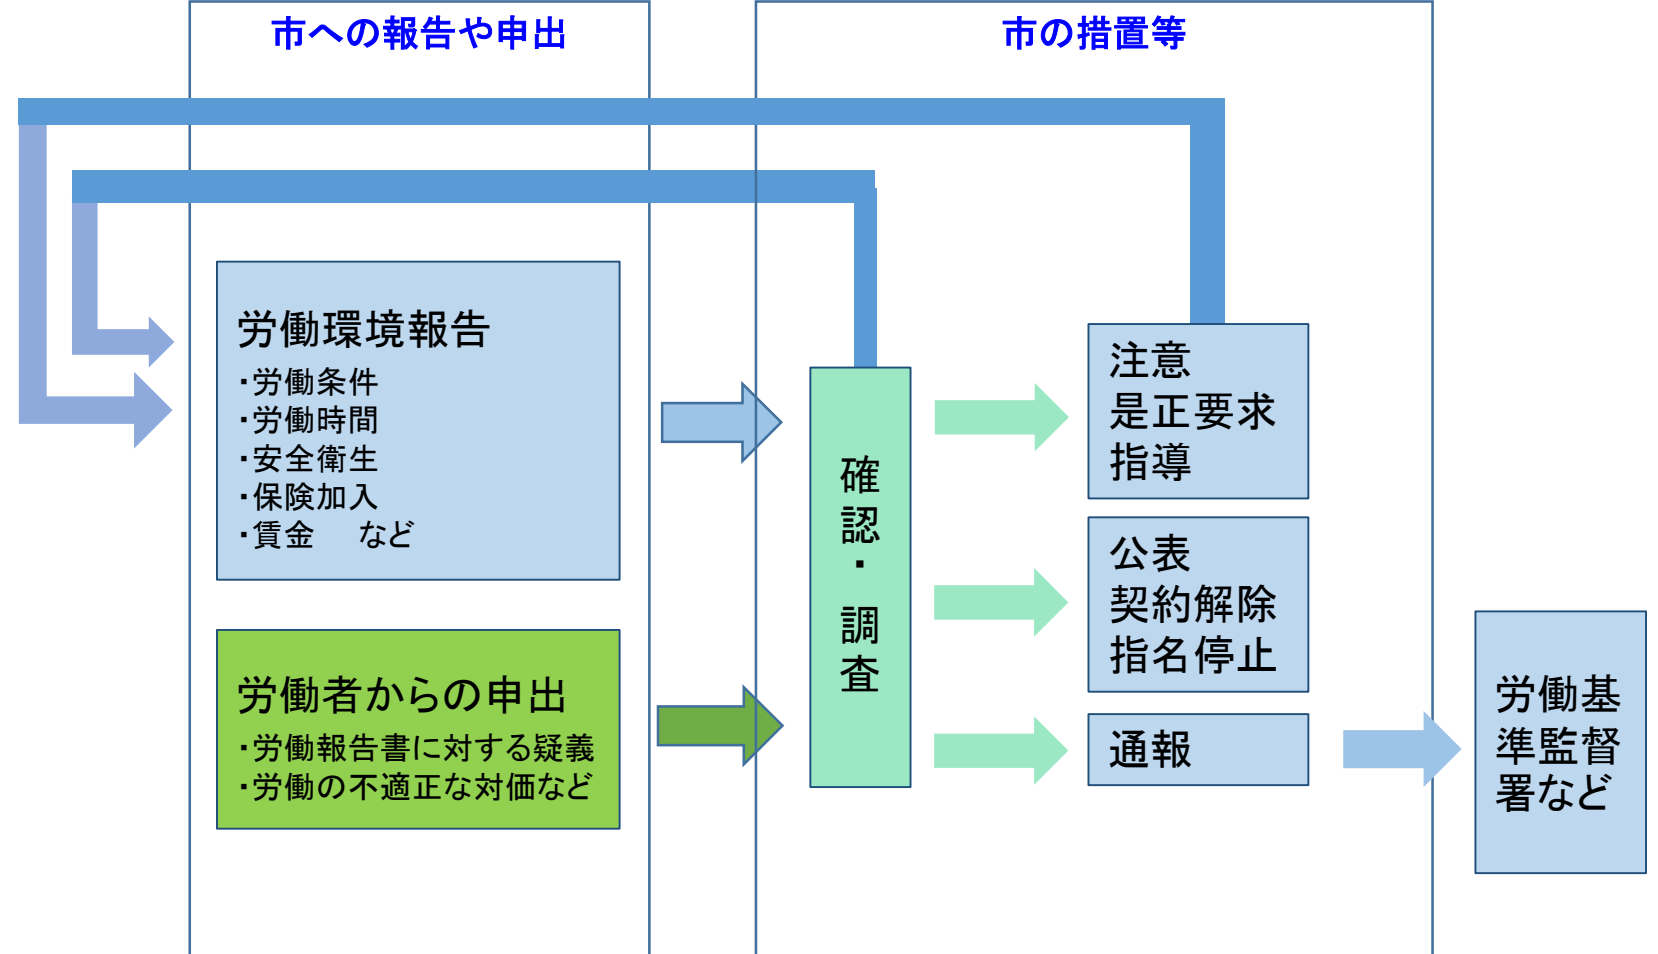 市への報告や申出
市の措置等
労働環境報告
・労働条件
・労働時間
・安全衛生
・保険加入
・賃金　など
労働者からの申出
・労働報告書に対する疑義
・労働の不適正な対価など
確認・調査
注意
是正要求
指導
公表
契約解除
指名停止
通報
労働基
準監督
署など